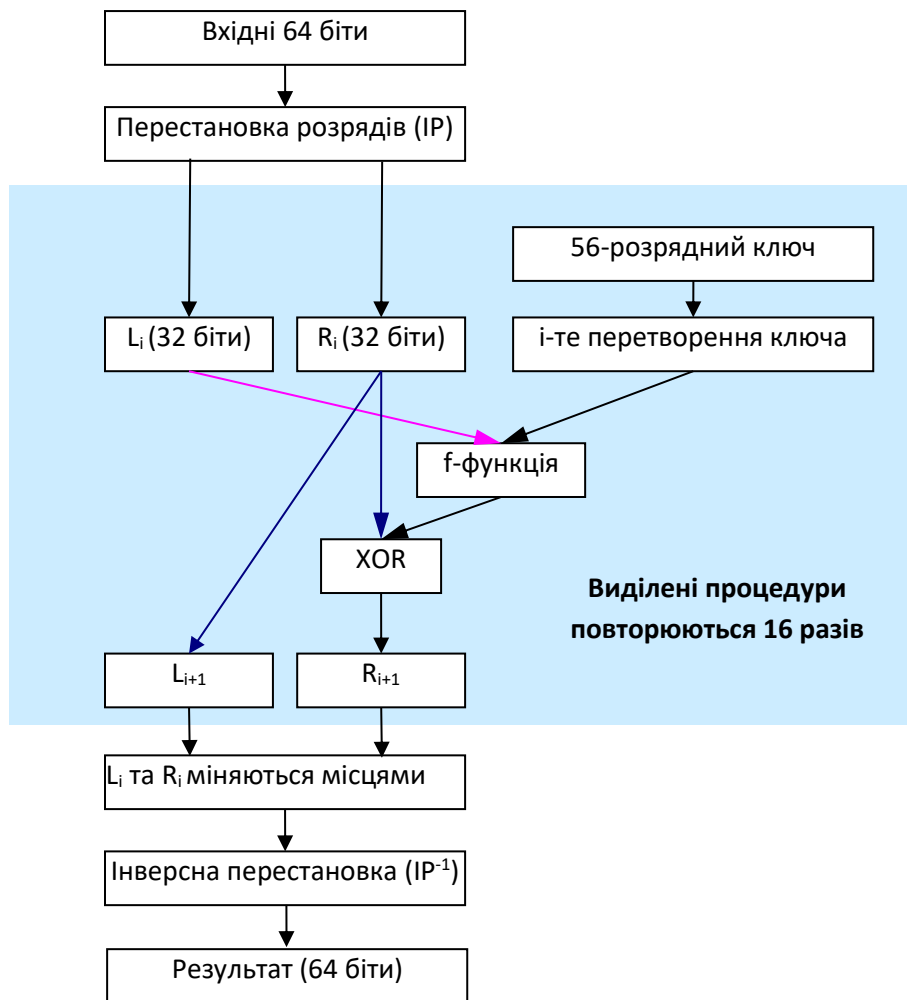 Вхідні 64 біти
Перестановка розрядів (IP)
56-розрядний ключ
Lᵢ (32 біти)
Rᵢ (32 біти)
i-те перетворення ключа
f-функція
XOR
Виділені процедури
повторюються 16 разів
Lᵢ₊₁
Rᵢ₊₁
Lᵢ та Rᵢ міняються місцями
Інверсна перестановка (IP⁻¹)
Результат (64 біти)